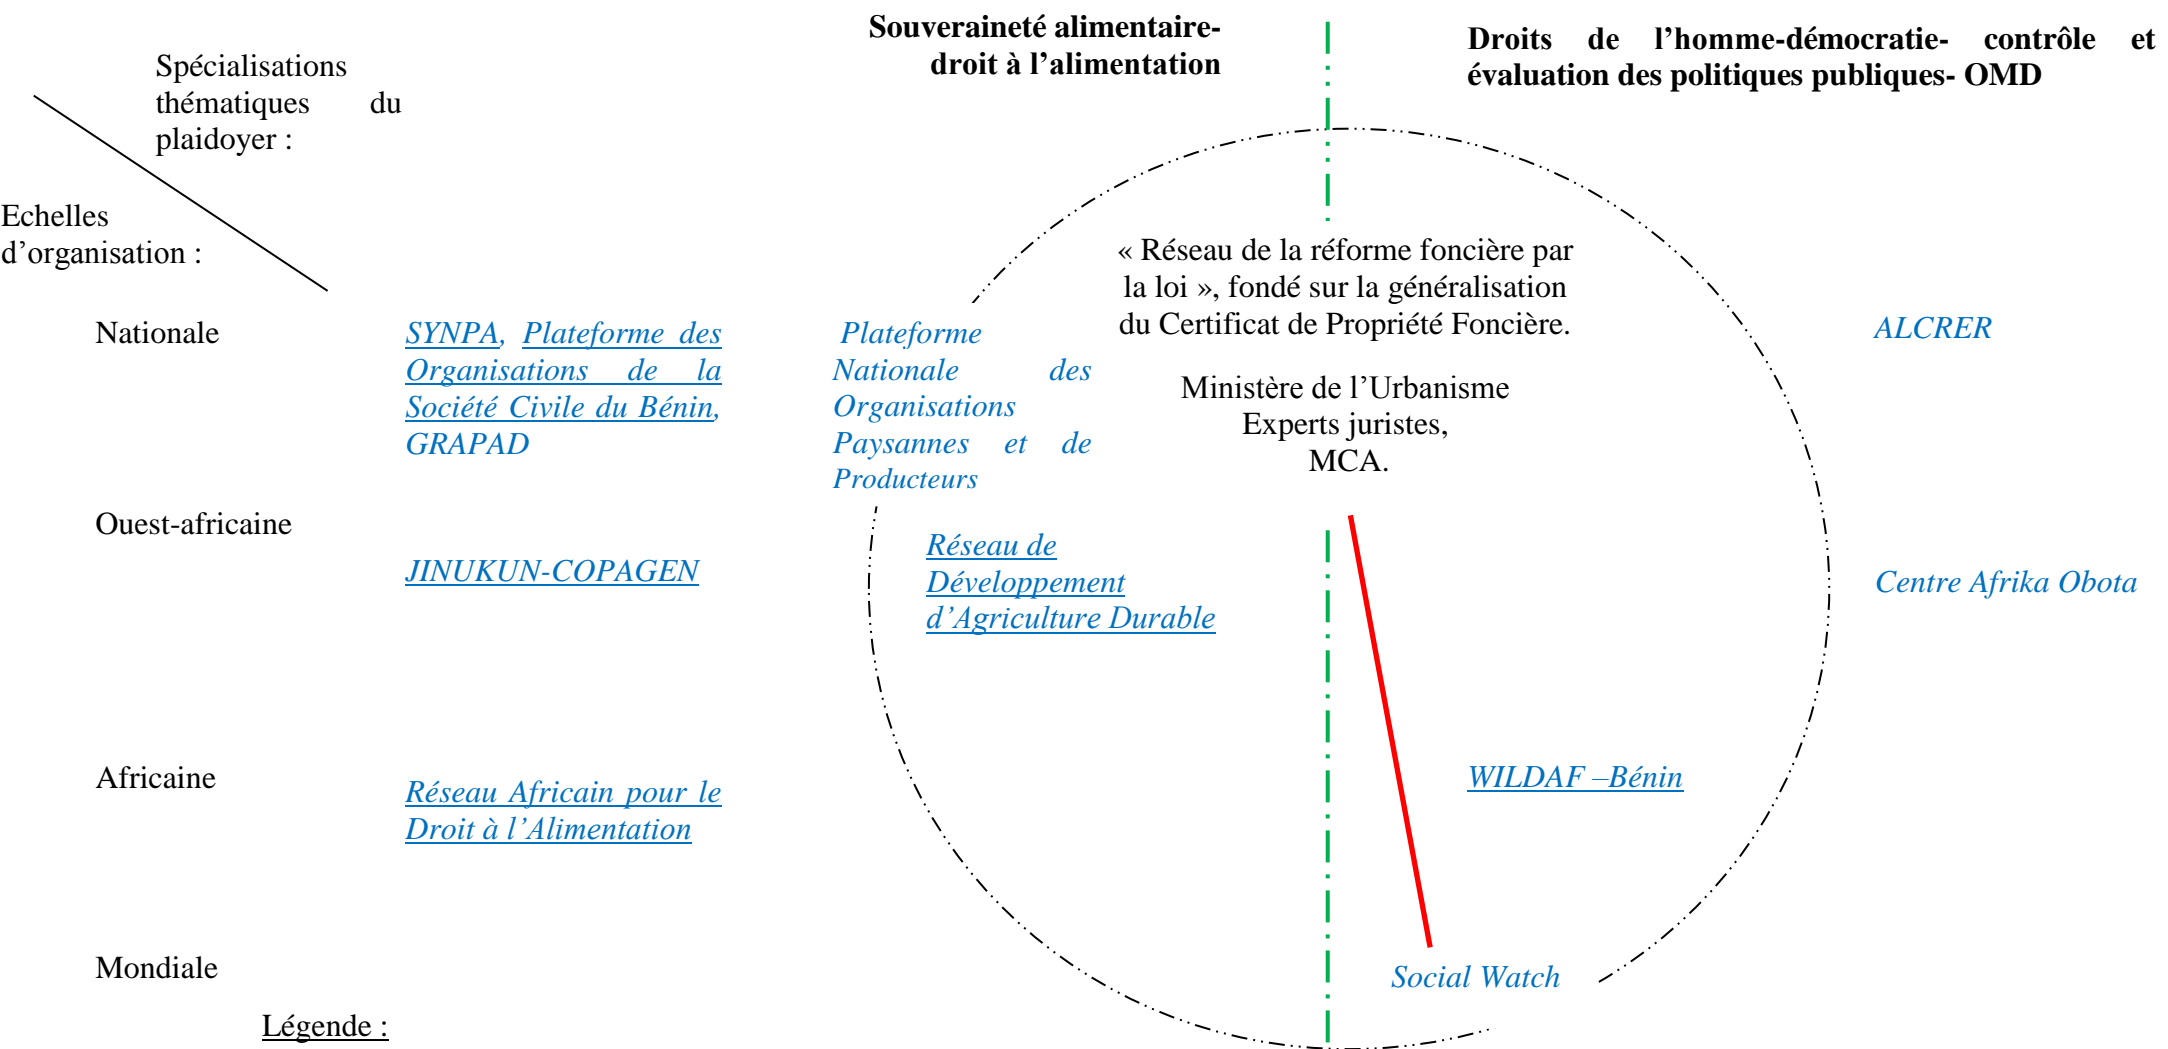 Souveraineté alimentaire-
droit à l’alimentation
Droits de l’homme-démocratie- contrôle et
évaluation des politiques publiques- OMD
Spécialisations
thématiques du
plaidoyer :
Echelles
d’organisation :
« Réseau de la réforme foncière par
la loi », fondé sur la généralisation
du Certificat de Propriété Foncière.
Ministère de l’Urbanisme
Experts juristes,
MCA.
Nationale
SYNPA, Plateforme des
Organisations de la
Société Civile du Bénin,
GRAPAD
Plateforme
Nationale des
Organisations
Paysannes et de
Producteurs
ALCRER
Ouest-africaine
JINUKUN-COPAGEN
Réseau de
Développement
d’Agriculture Durable
Centre Afrika Obota
Africaine
Réseau Africain pour le
Droit à l’Alimentation
WILDAF –Bénin
Mondiale
Social Watch
Légende :